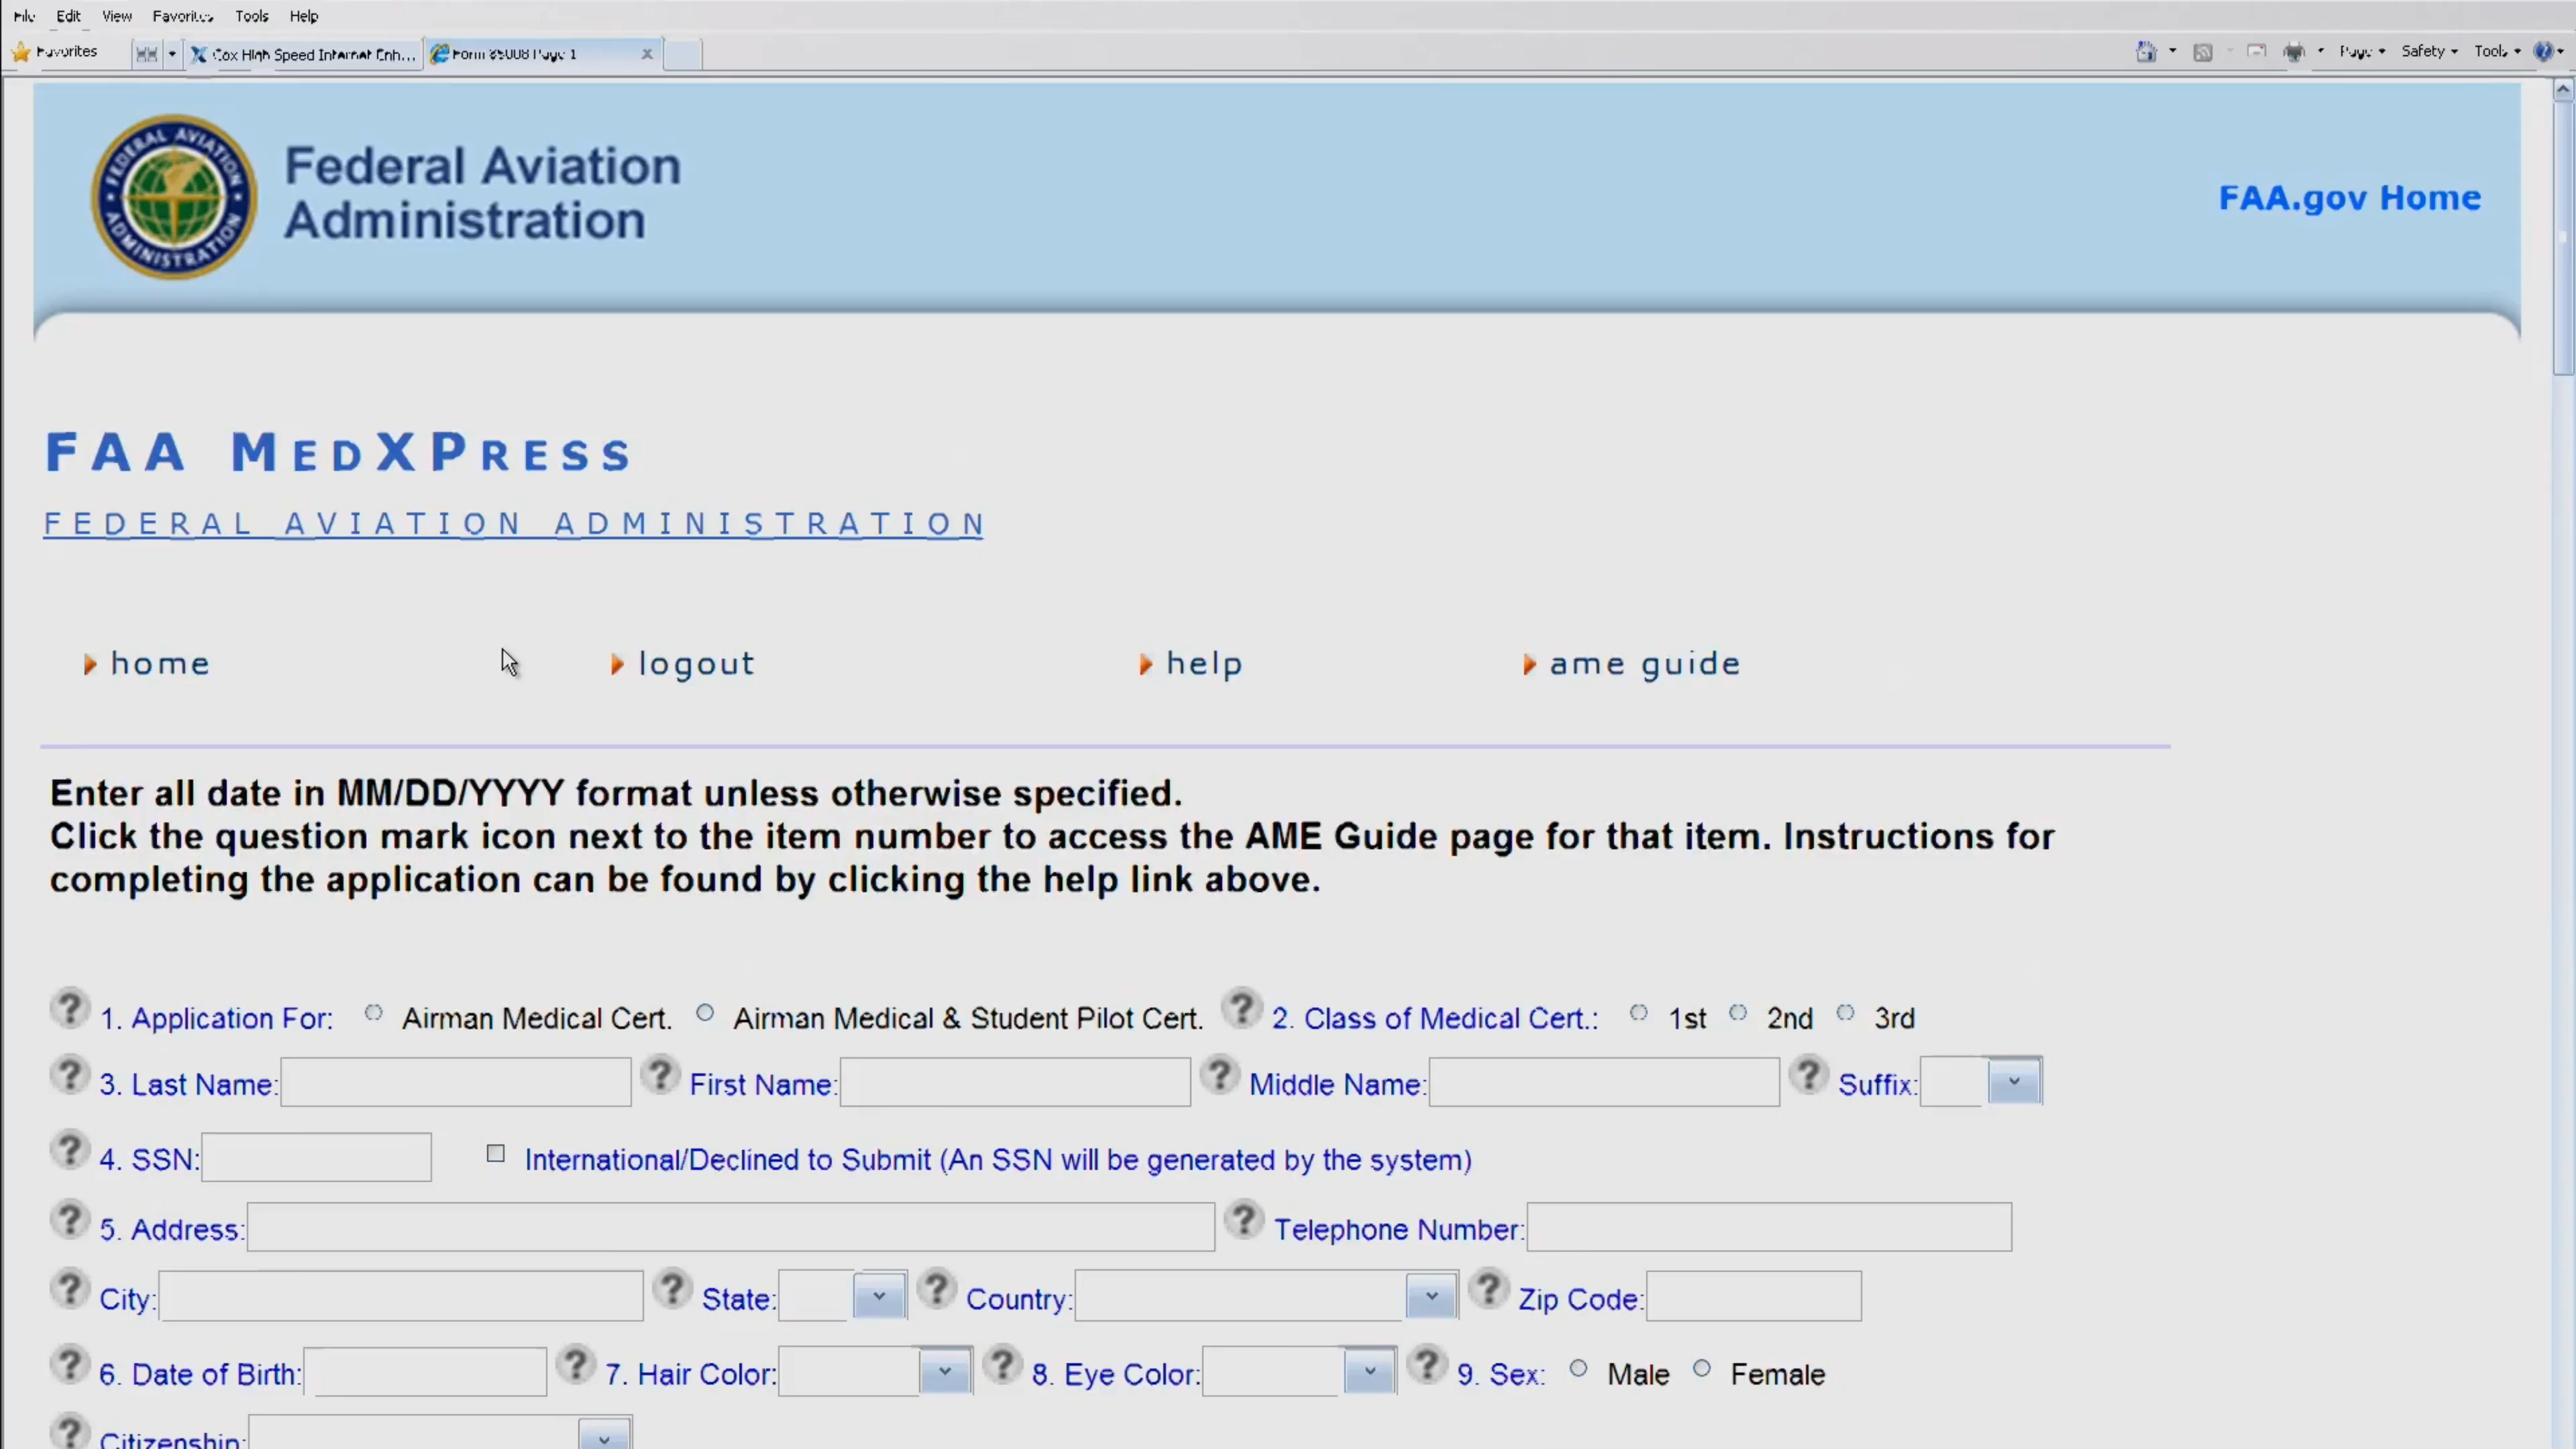 File Edit View Favorites Tools Help
Favorites Cox High Speed Internet Enh... Form 85008 Page 1 Page Safety Tools
FEDERAL AVIATION ADMINISTRATION
Federal Aviation
Administration
FAA.gov Home
FAA MEDXPRESS
FEDERAL AVIATION ADMINISTRATION
home logout help ame guide
Enter all date in MM/DD/YYYY format unless otherwise specified.
Click the question mark icon next to the item number to access the AME Guide page for that item. Instructions for
completing the application can be found by clicking the help link above.
? 1. Application For: Airman Medical Cert. Airman Medical & Student Pilot Cert. ? 2. Class of Medical Cert.: 1st 2nd 3rd
? 3. Last Name: ? First Name: ? Middle Name: ? Suffix:
? 4. SSN: International/Declined to Submit (An SSN will be generated by the system)
? 5. Address: ? Telephone Number:
? City: ? State: ? Country: ? Zip Code:
? 6. Date of Birth: ? 7. Hair Color: ? 8. Eye Color: ? 9. Sex: Male Female
? Citizenship: